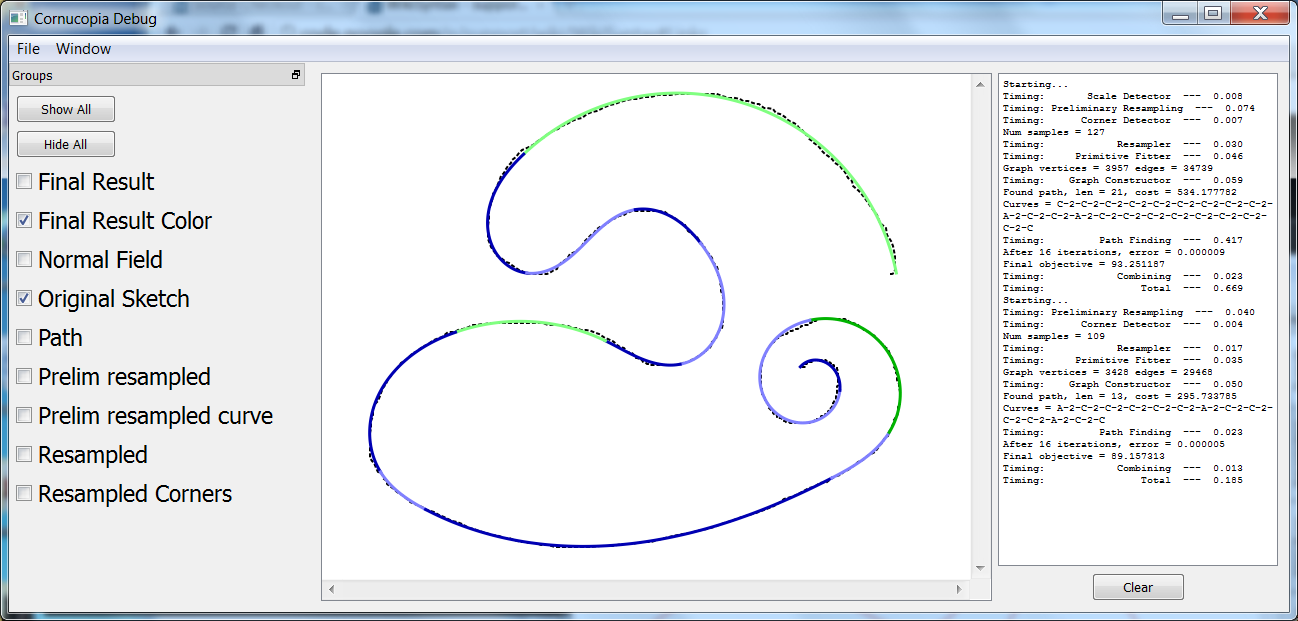 Cornucopia Debug
File Window
Groups
Show All
Hide All
Final Result
Final Result Color
Normal Field
Original Sketch
Path
Prelim resampled
Prelim resampled curve
Resampled
Resampled Corners
Starting...
Timing: Scale Detector --- 0.008
Timing: Preliminary Resampling --- 0.074
Timing: Corner Detector --- 0.007
Num samples = 127
Timing: Resampler --- 0.030
Timing: Primitive Fitter --- 0.046
Graph vertices = 3957 edges = 34739
Timing: Graph Constructor --- 0.059
Found path, len = 21, cost = 534.177782
Curves = C-2-C-2-C-2-C-2-C-2-C-2-C-2-C-2-
A-2-C-2-C-2-A-2-C-2-C-2-C-2-C-2-C-2-C-2-
C-2-C
Timing: Path Finding --- 0.417
After 16 iterations, error = 0.000009
Final objective = 93.251187
Timing: Combining --- 0.023
Timing: Total --- 0.669
Starting...
Timing: Preliminary Resampling --- 0.040
Timing: Corner Detector --- 0.004
Num samples = 109
Timing: Resampler --- 0.017
Timing: Primitive Fitter --- 0.035
Graph vertices = 3428 edges = 29468
Timing: Graph Constructor --- 0.050
Found path, len = 13, cost = 295.733785
Curves = A-2-C-2-C-2-C-2-C-2-A-2-C-2-C-2-
C-2-C-2-A-2-C-2-C
Timing: Path Finding --- 0.023
After 16 iterations, error = 0.000005
Final objective = 89.157313
Timing: Combining --- 0.013
Timing: Total --- 0.185
Clear